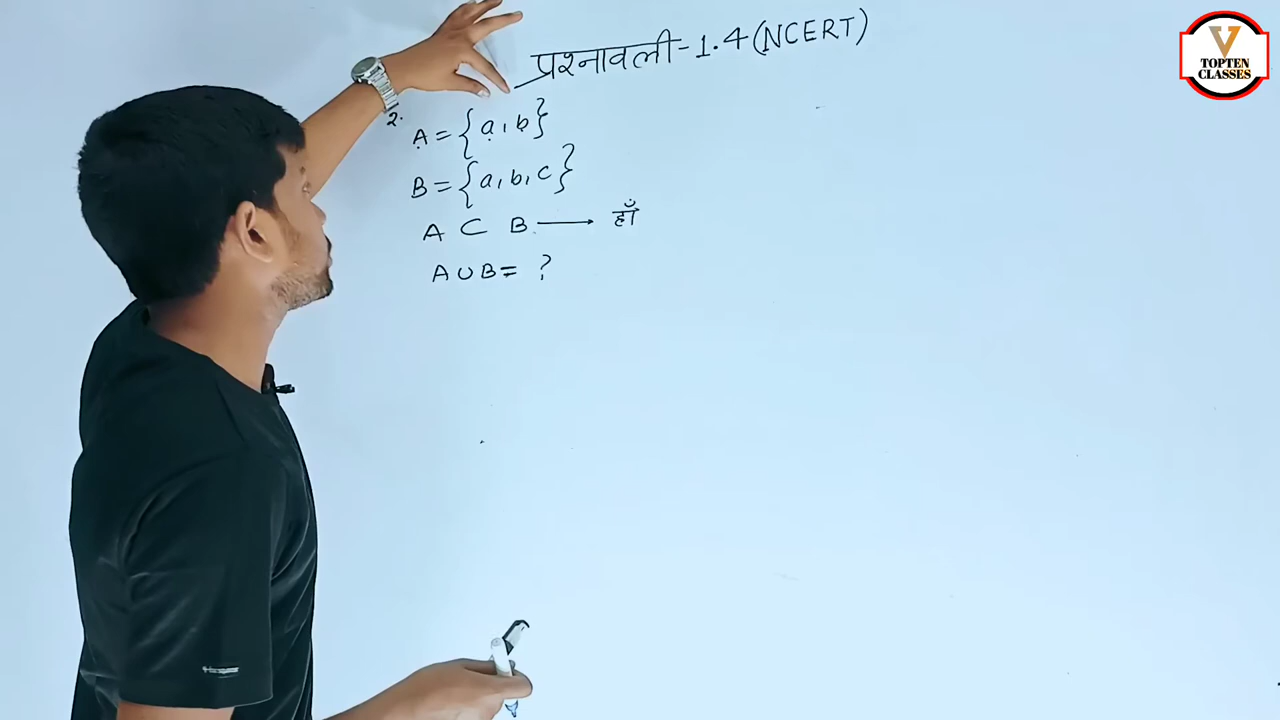 प्रश्नावली-1.4 (NCERT)
2. A = {a, b}
B = {a, b, c}
A ⊂ B ⟶ हाँ
A ∪ B = ?
V
TOPTEN
CLASSES